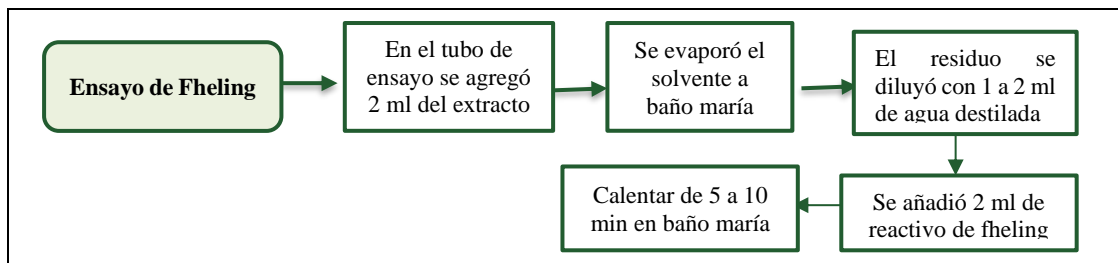 Ensayo de Fheling
En el tubo de
ensayo se agregó
2 ml del extracto
Se evaporó el
solvente a
baño maría
El residuo se
diluyó con 1 a 2 ml
de agua destilada
Se añadió 2 ml de
reactivo de fheling
Calentar de 5 a 10
min en baño maría